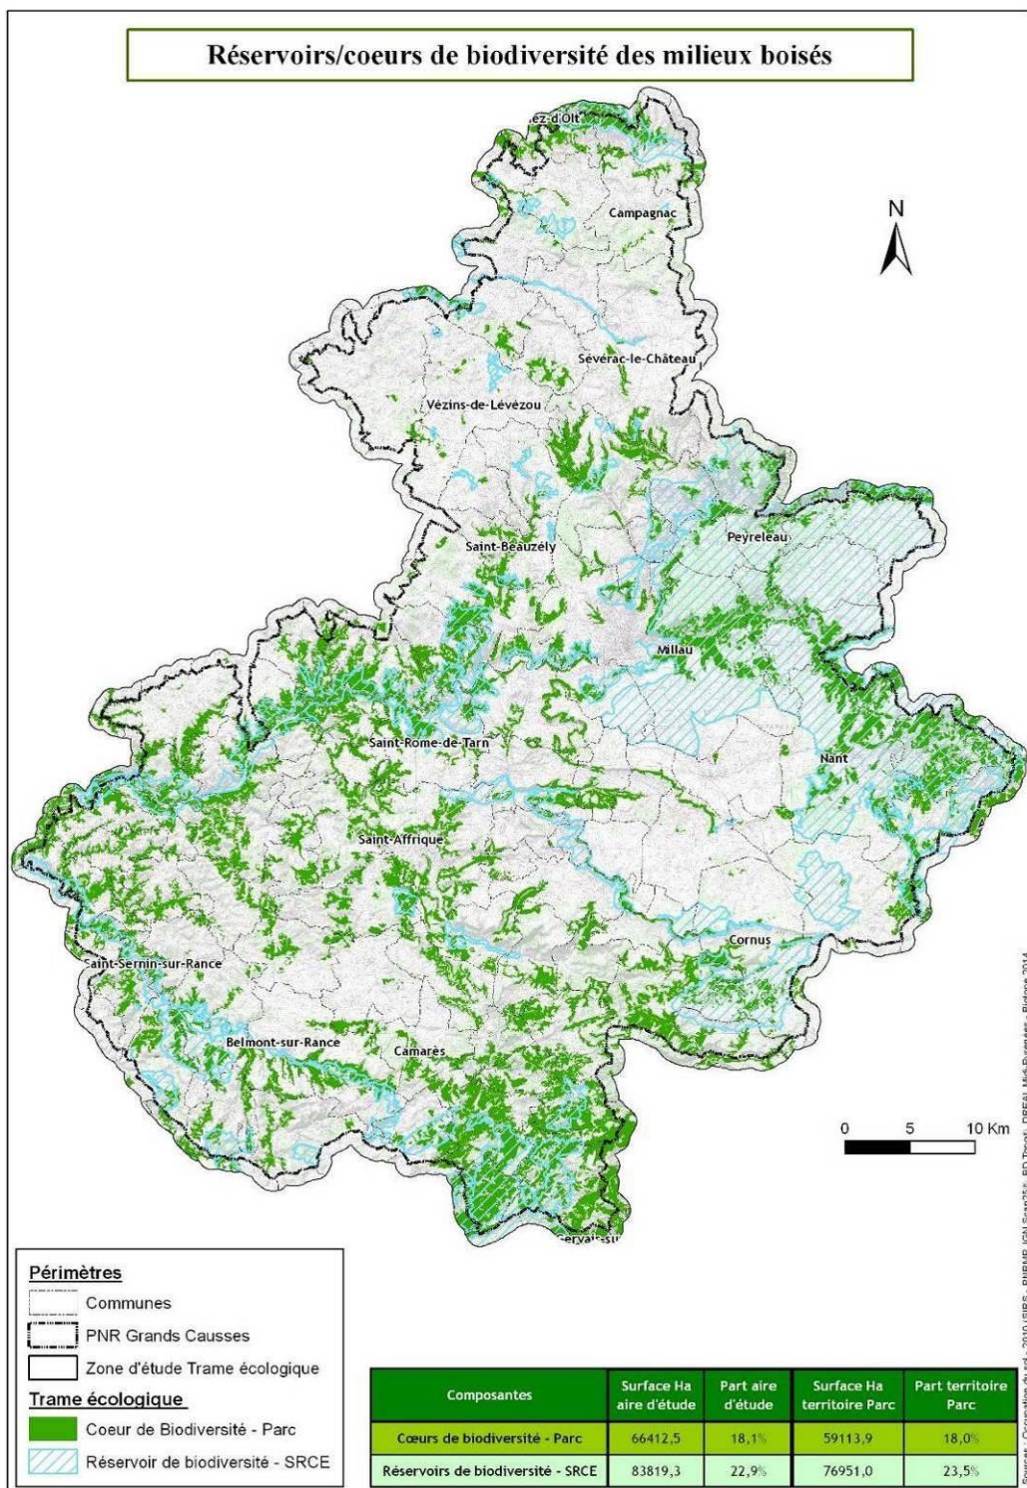 Réservoirs/coeurs de biodiversité des milieux boisés
ez-d'Olt
N
Campagnac
Sévérac-le-Château
Vézins-de-Lévézou
Peyreleau
Saint-Beauzély
Millau
Saint-Rome-de-Tarn
Nant
Saint-Affrique
Cornus
Saint-Sernin-sur-Rance
Belmont-sur-Rance
Camarès
0 5 10 Km
Gervais-su
Périmètres
Communes
PNR Grands Causses
Zone d'étude Trame écologique
Trame écologique
Coeur de Biodiversité - Parc
Réservoir de biodiversité - SRCE
Composantes
Surface Ha
aire d'étude
Part aire
d'étude
Surface Ha
territoire Parc
Part territoire
Parc
Cœurs de biodiversité - Parc 66412,5 18,1% 59113,9 18,0%
Réservoirs de biodiversité - SRCE 83819,3 22,9% 76951,0 23,5%